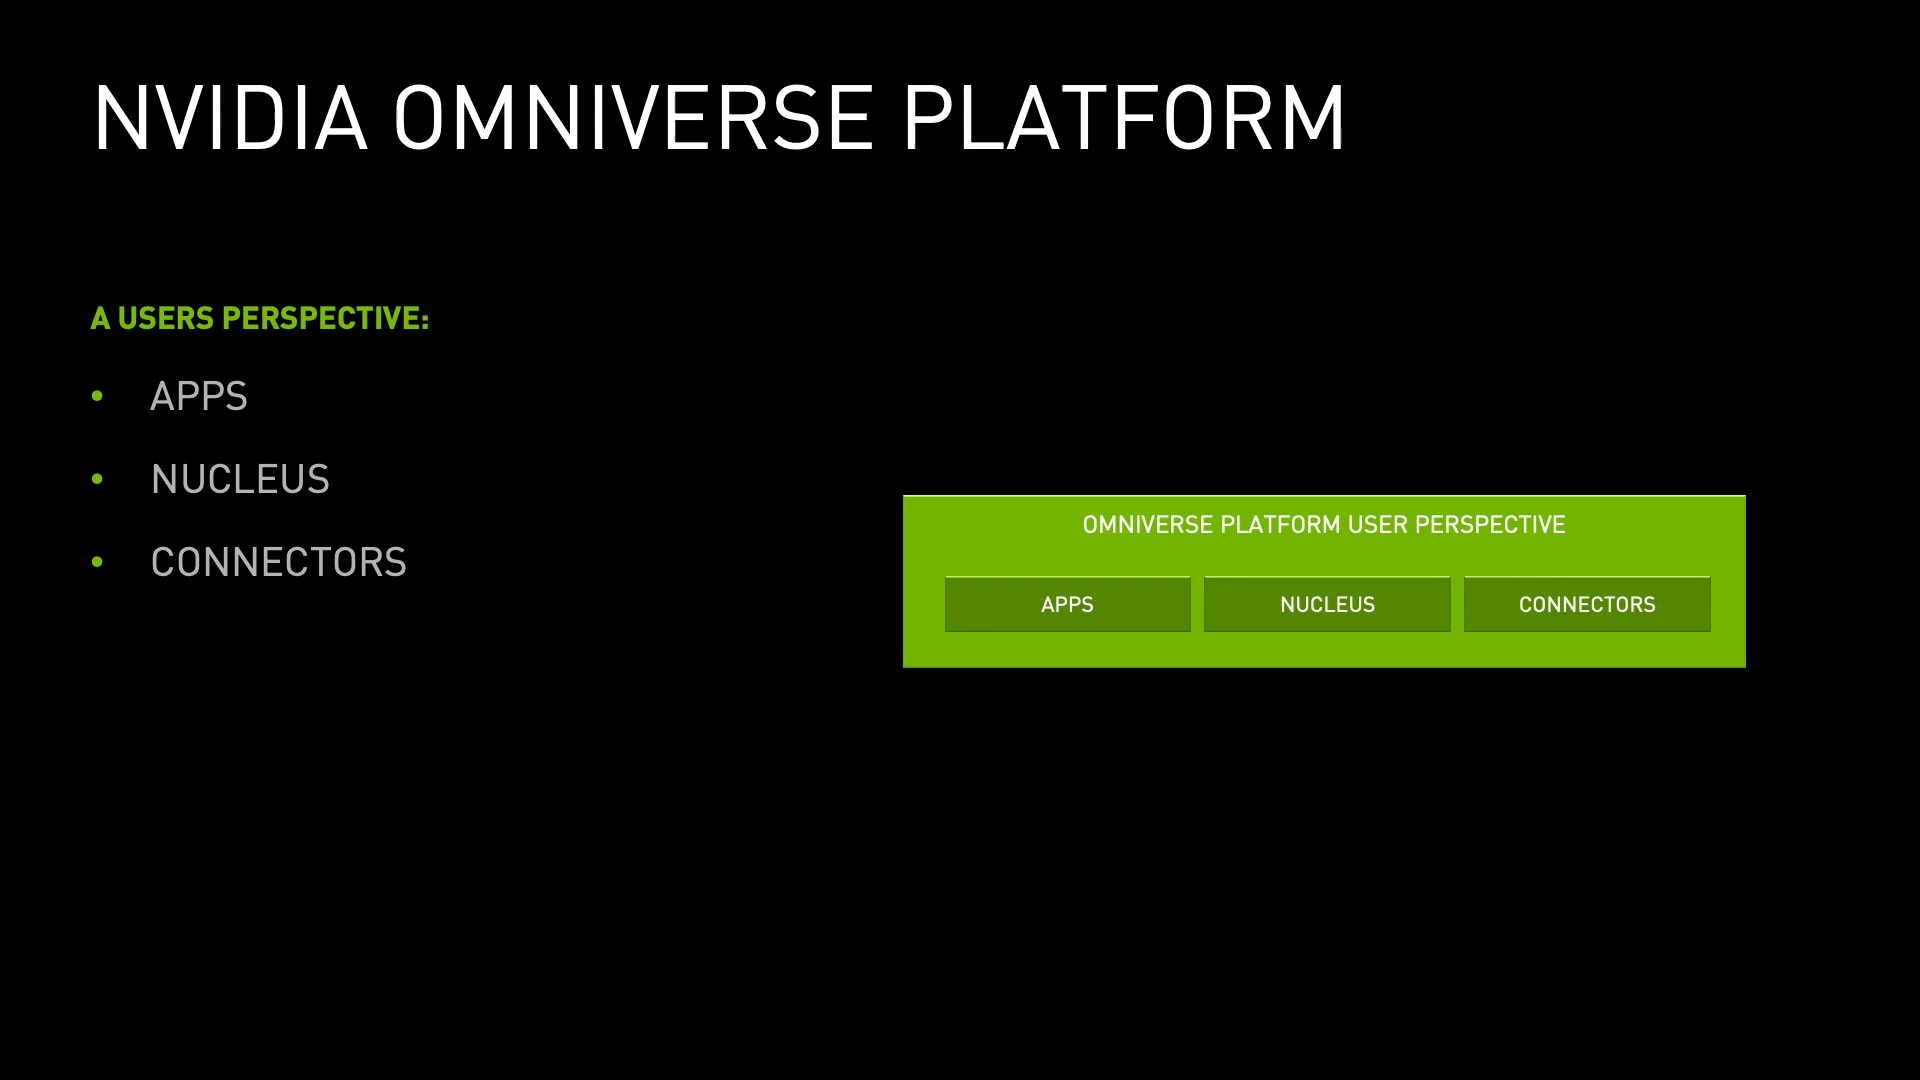 NVIDIA OMNIVERSE PLATFORM
A USERS PERSPECTIVE:
• APPS
• NUCLEUS
• CONNECTORS
OMNIVERSE PLATFORM USER PERSPECTIVE
APPS NUCLEUS CONNECTORS